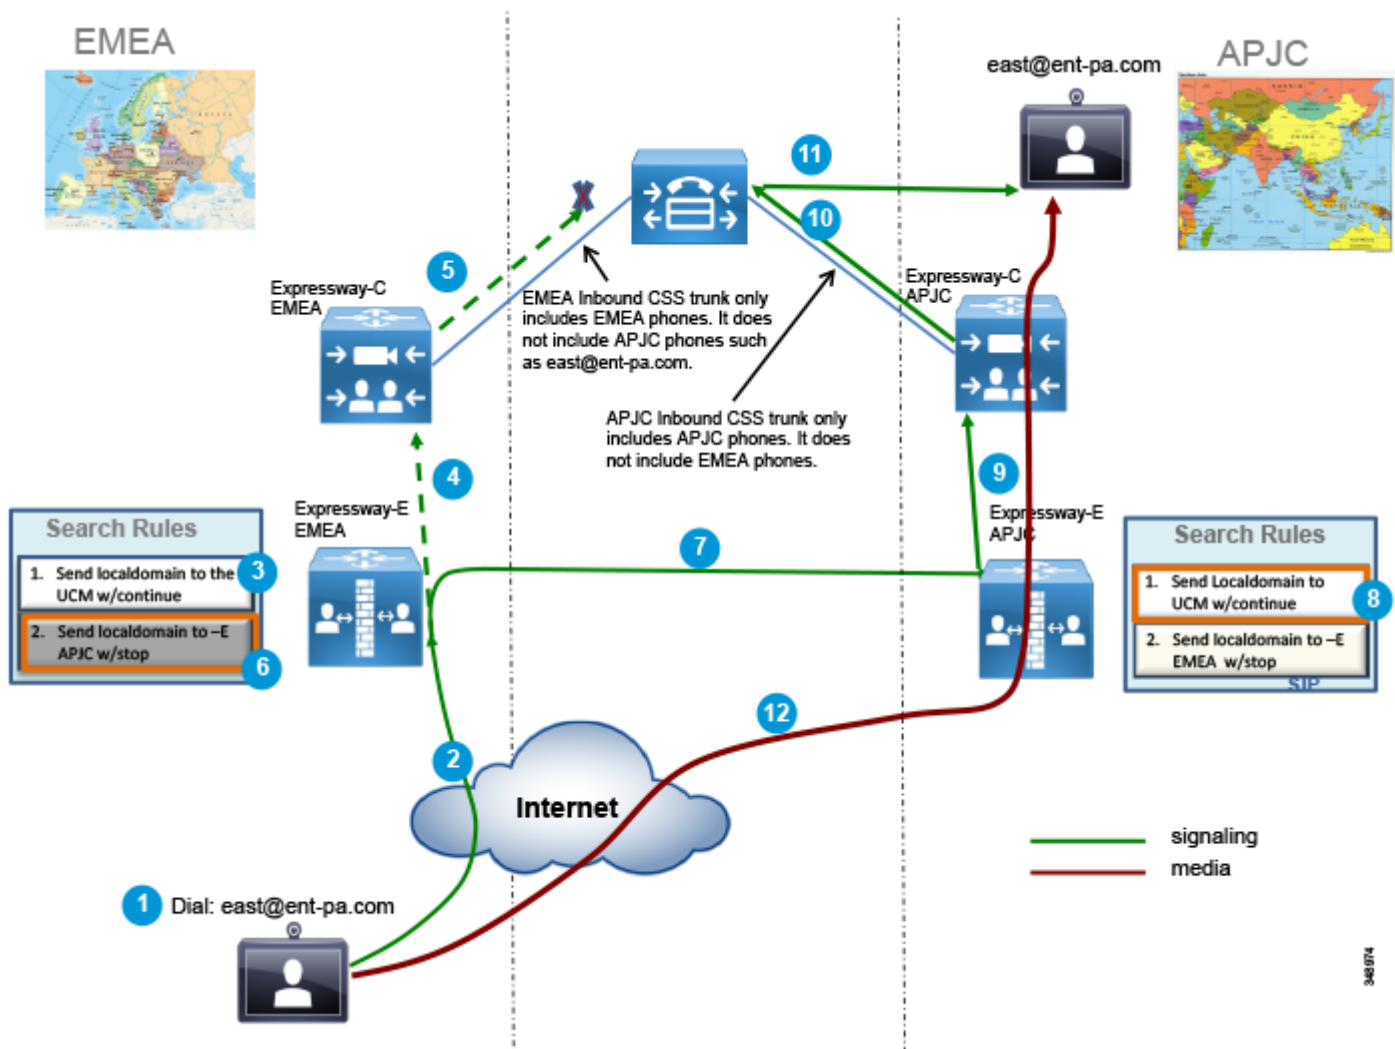 EMEA
APJC
east@ent-pa.com
11
10
5
Expressway-C
EMEA
Expressway-C
APJC
EMEA Inbound CSS trunk only
includes EMEA phones. It does
not include APJC phones such
as east@ent-pa.com.
APJC Inbound CSS trunk only
includes APJC phones. It does
not include EMEA phones.
4
9
Expressway-E
EMEA
Expressway-E
APJC
Search Rules
1. Send localdomain to the
UCM w/continue
3
2. Send localdomain to –E
APJC w/stop
6
7
Search Rules
1. Send Localdomain to
UCM w/continue
8
2. Send localdomain to –E
EMEA w/stop
SIP
12
2
Internet
signaling
media
1
Dial: east@ent-pa.com
348974